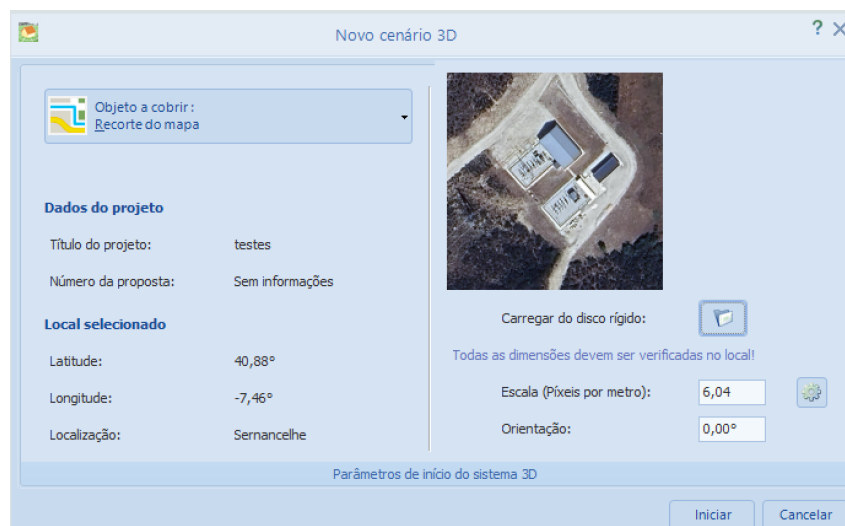 Novo cenário 3D
?
Objeto a cobrir:
Recorte do mapa
Dados do projeto
Título do projeto: testes
Número da proposta: Sem informações
Local selecionado
Latitude: 40,88°
Longitude: -7,46°
Localização: Sernancelhe
Carregar do disco rígido:
Todas as dimensões devem ser verificadas no local!
Escala (Píxeis por metro): 6,04
Orientação: 0,00°
Parâmetros de início do sistema 3D
Iniciar Cancelar